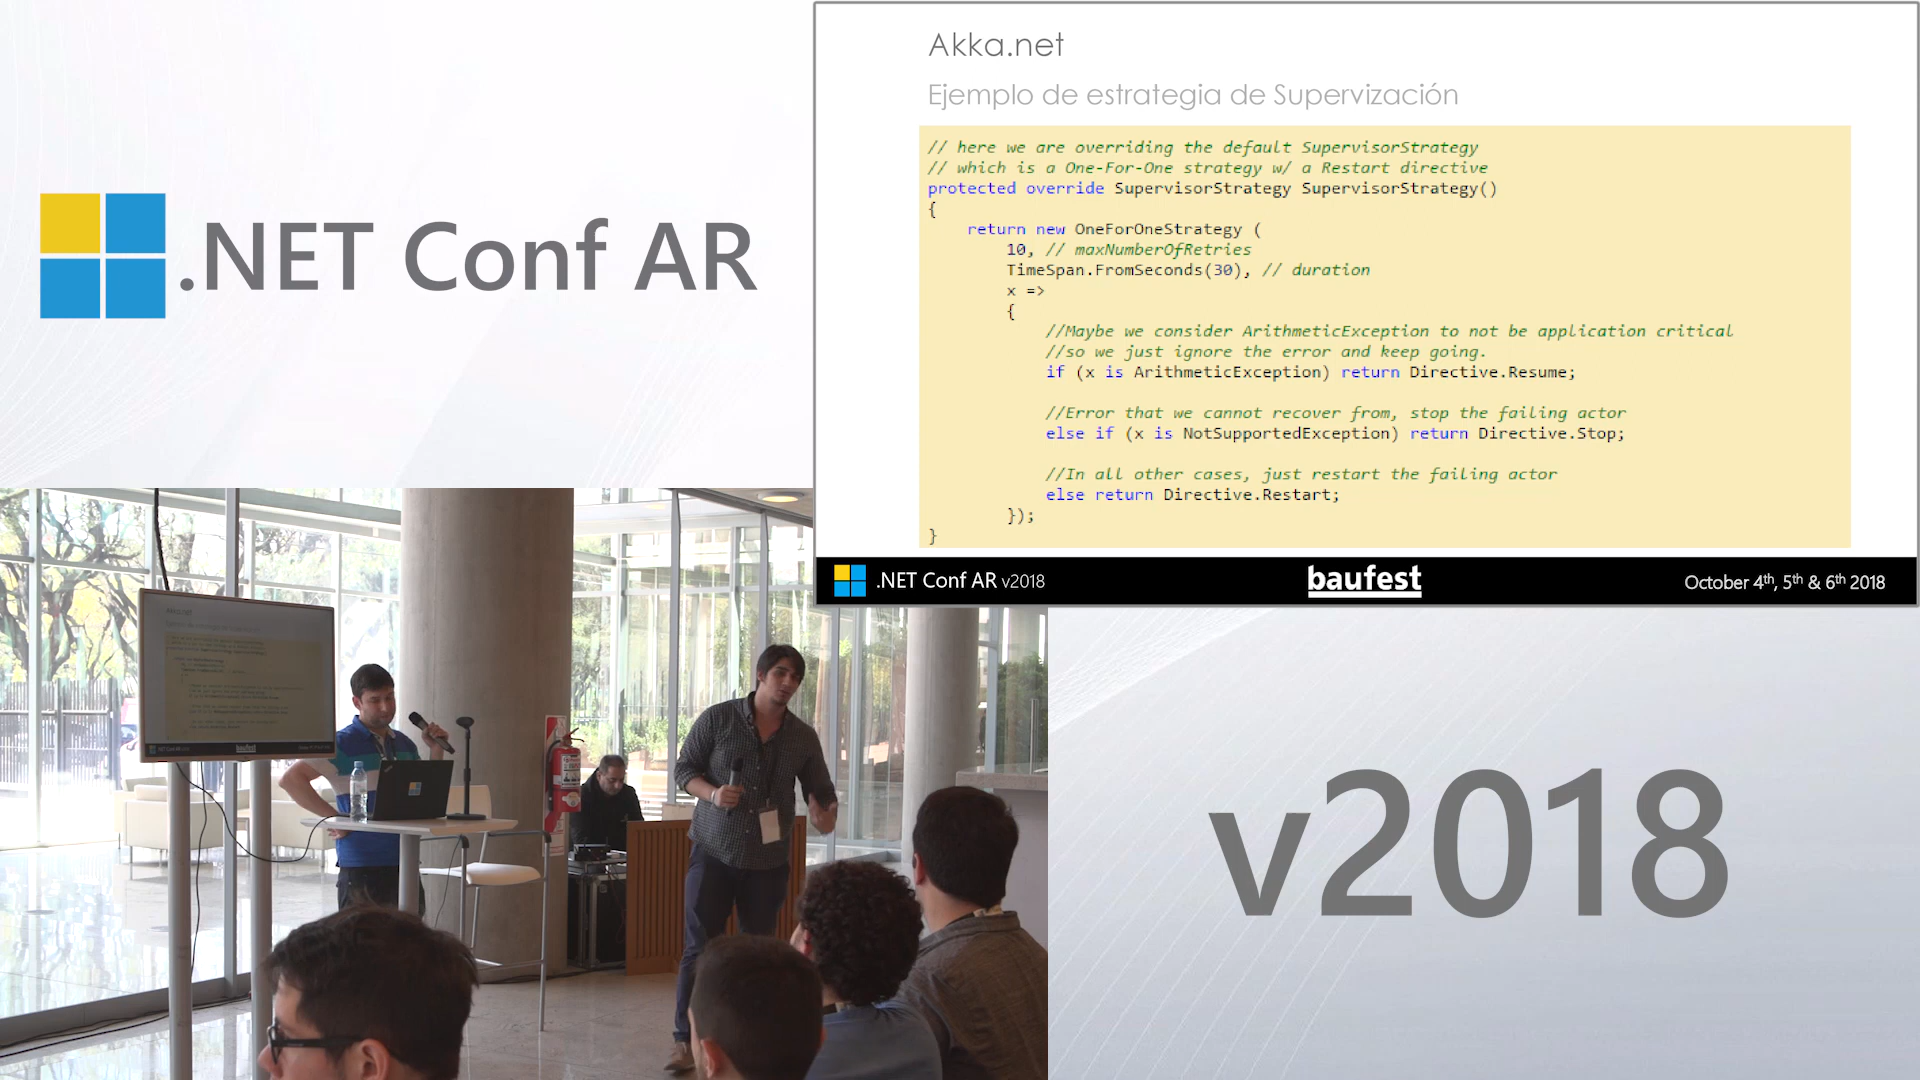 .NET Conf AR
Akka.net
Ejemplo de estrategia de Supervización
// here we are overriding the default SupervisorStrategy
// which is a One-For-One strategy w/ a Restart directive
protected override SupervisorStrategy SupervisorStrategy()
{
return new OneForOneStrategy (
10, // maxNumberOfRetries
TimeSpan.FromSeconds(30), // duration
x =>
{
//Maybe we consider ArithmeticException to not be application critical
//so we just ignore the error and keep going.
if (x is ArithmeticException) return Directive.Resume;
//Error that we cannot recover from, stop the failing actor
else if (x is NotSupportedException) return Directive.Stop;
//In all other cases, just restart the failing actor
else return Directive.Restart;
});
}
.NET Conf AR v2018
baufest
October 4th, 5th & 6th 2018
baufest
v2018